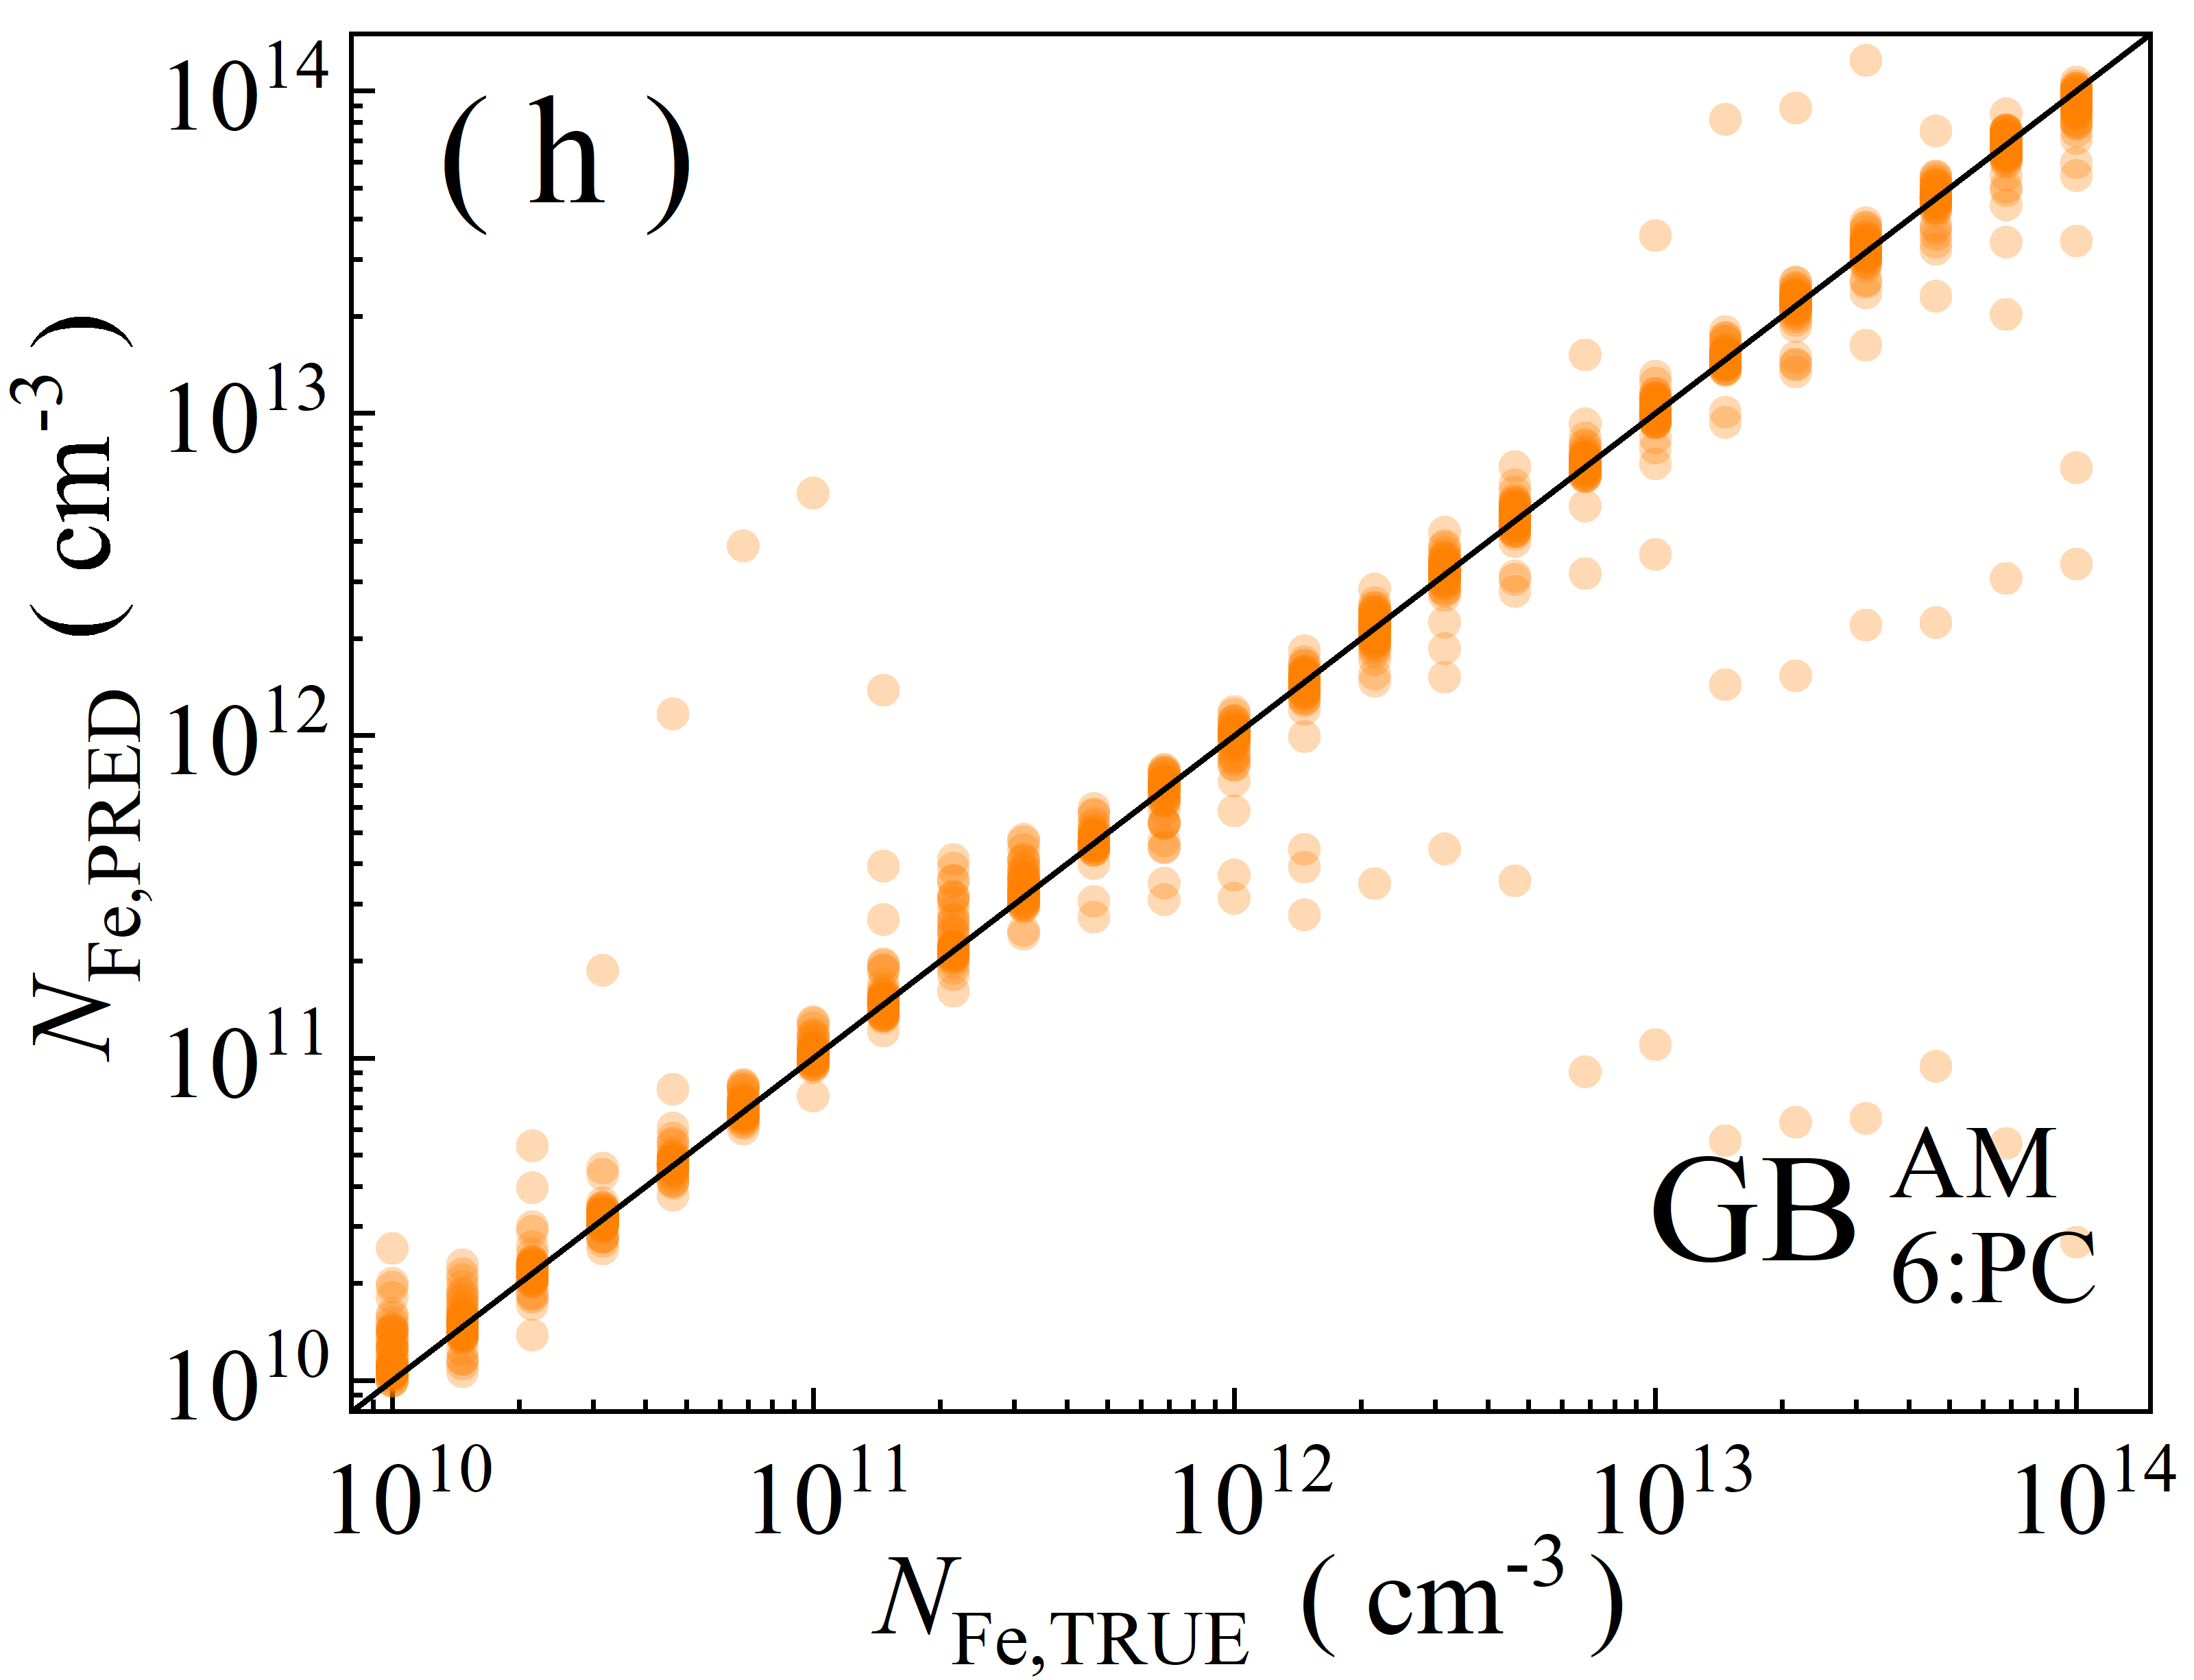 ( h )
10^14
10^13
10^12
10^11
10^10
N_Fe,PRED ( cm^-3 )
GB AM
6:PC
10^10 10^11 10^12 10^13 10^14
N_Fe,TRUE ( cm^-3 )